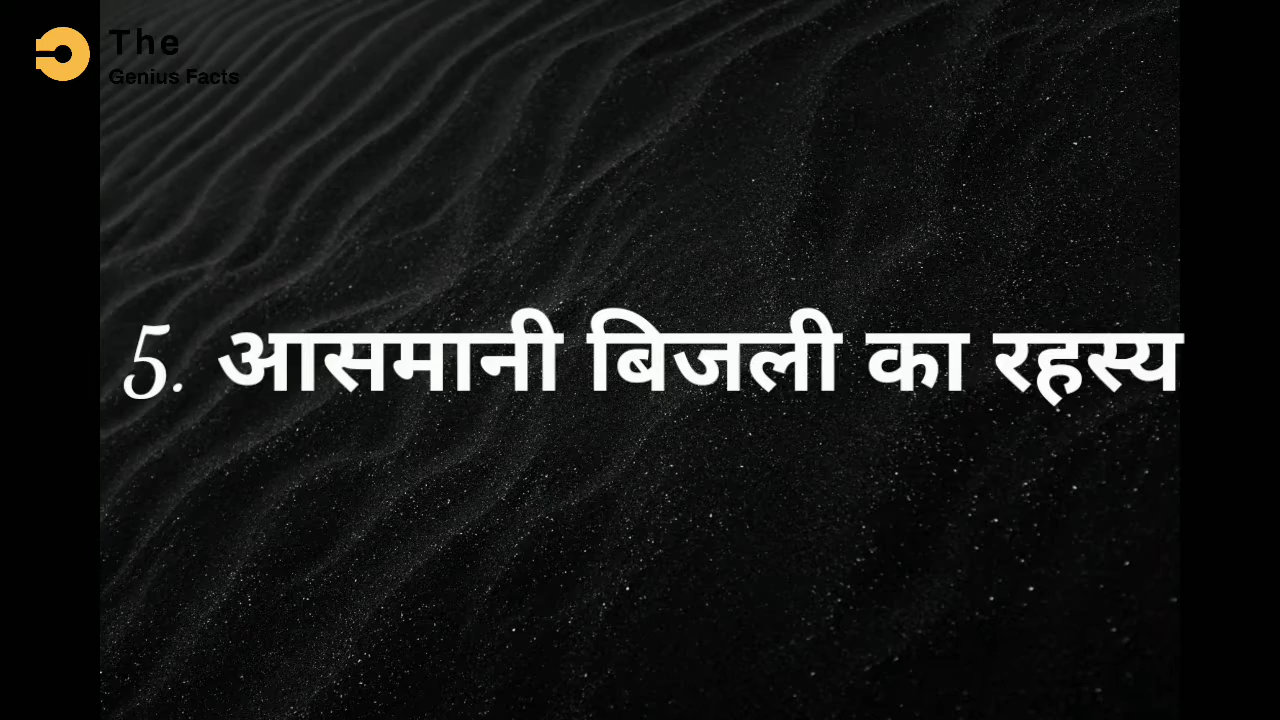 The
Genius Facts
5. आसमानी बिजली का रहस्य